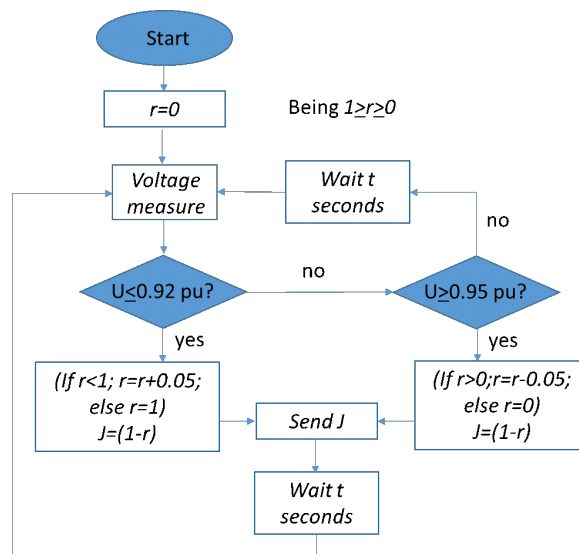 Start
r=0
Being 1≥r≥0
Voltage
measure
Wait t
seconds
no
U≤0.92 pu?
no
U≥0.95 pu?
yes
yes
(If r<1; r=r+0.05;
else r=1)
J=(1-r)
Send J
(If r>0;r=r-0.05;
else r=0)
J=(1-r)
Wait t
seconds